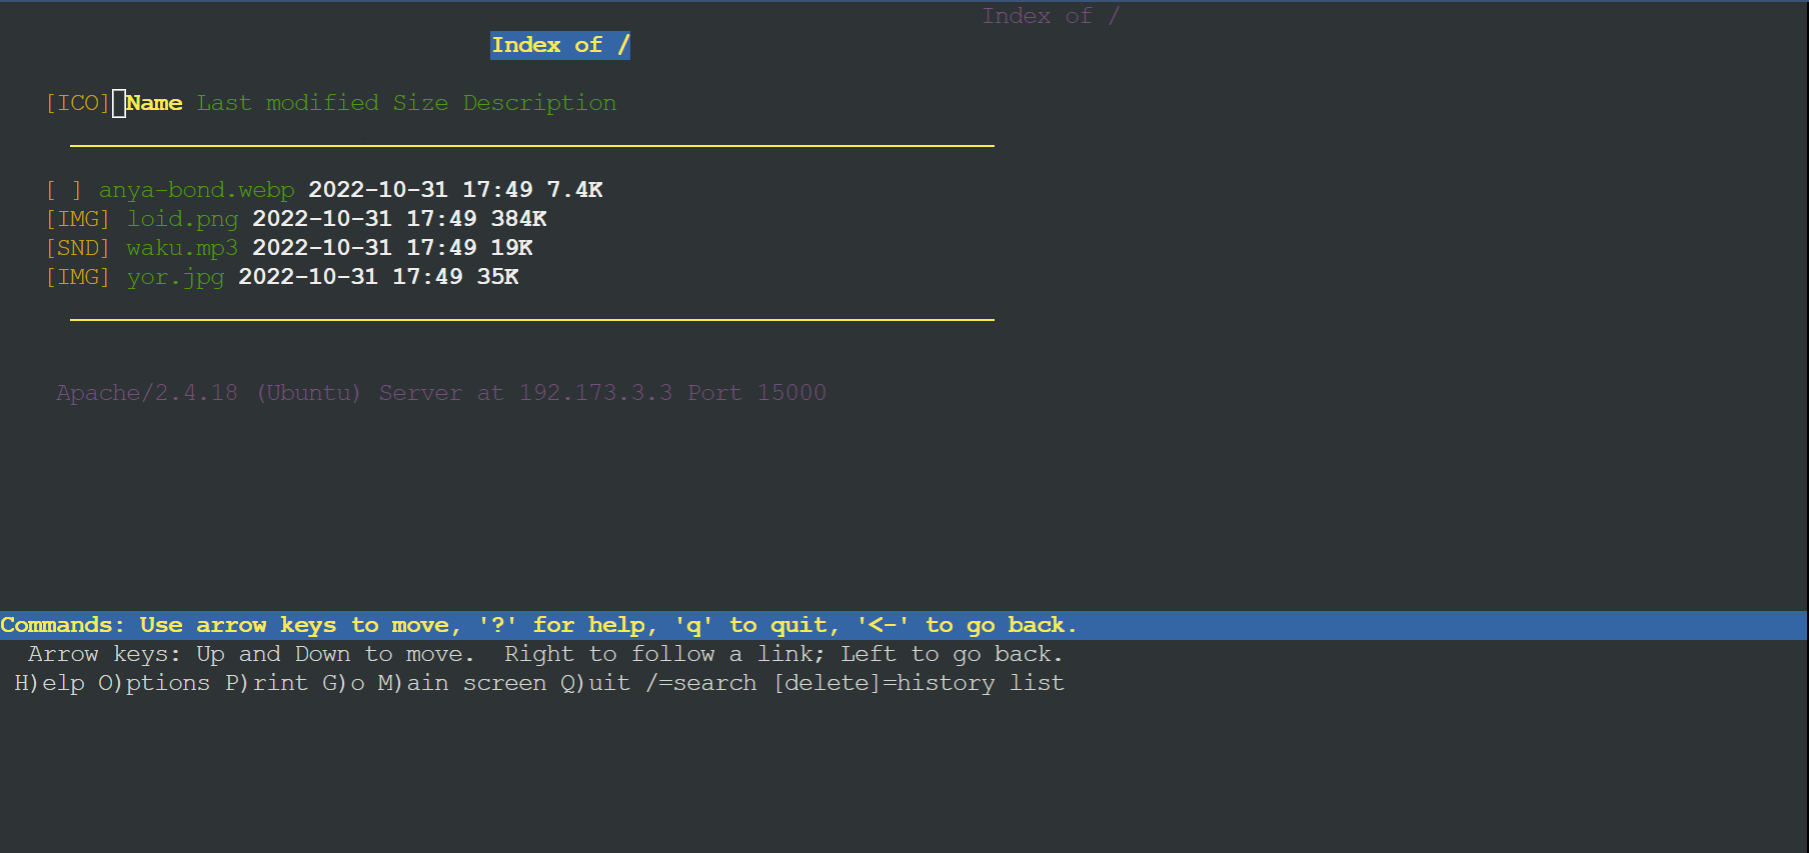 Index of /
Index of /
[ICO] Name Last modified Size Description
[ ] anya-bond.webp 2022-10-31 17:49 7.4K
[IMG] loid.png 2022-10-31 17:49 384K
[SND] waku.mp3 2022-10-31 17:49 19K
[IMG] yor.jpg 2022-10-31 17:49 35K
Apache/2.4.18 (Ubuntu) Server at 192.173.3.3 Port 15000
Commands: Use arrow keys to move, '?' for help, 'q' to quit, '<-' to go back.
Arrow keys: Up and Down to move. Right to follow a link; Left to go back.
H)elp O)ptions P)rint G)o M)ain screen Q)uit /=search [delete]=history list